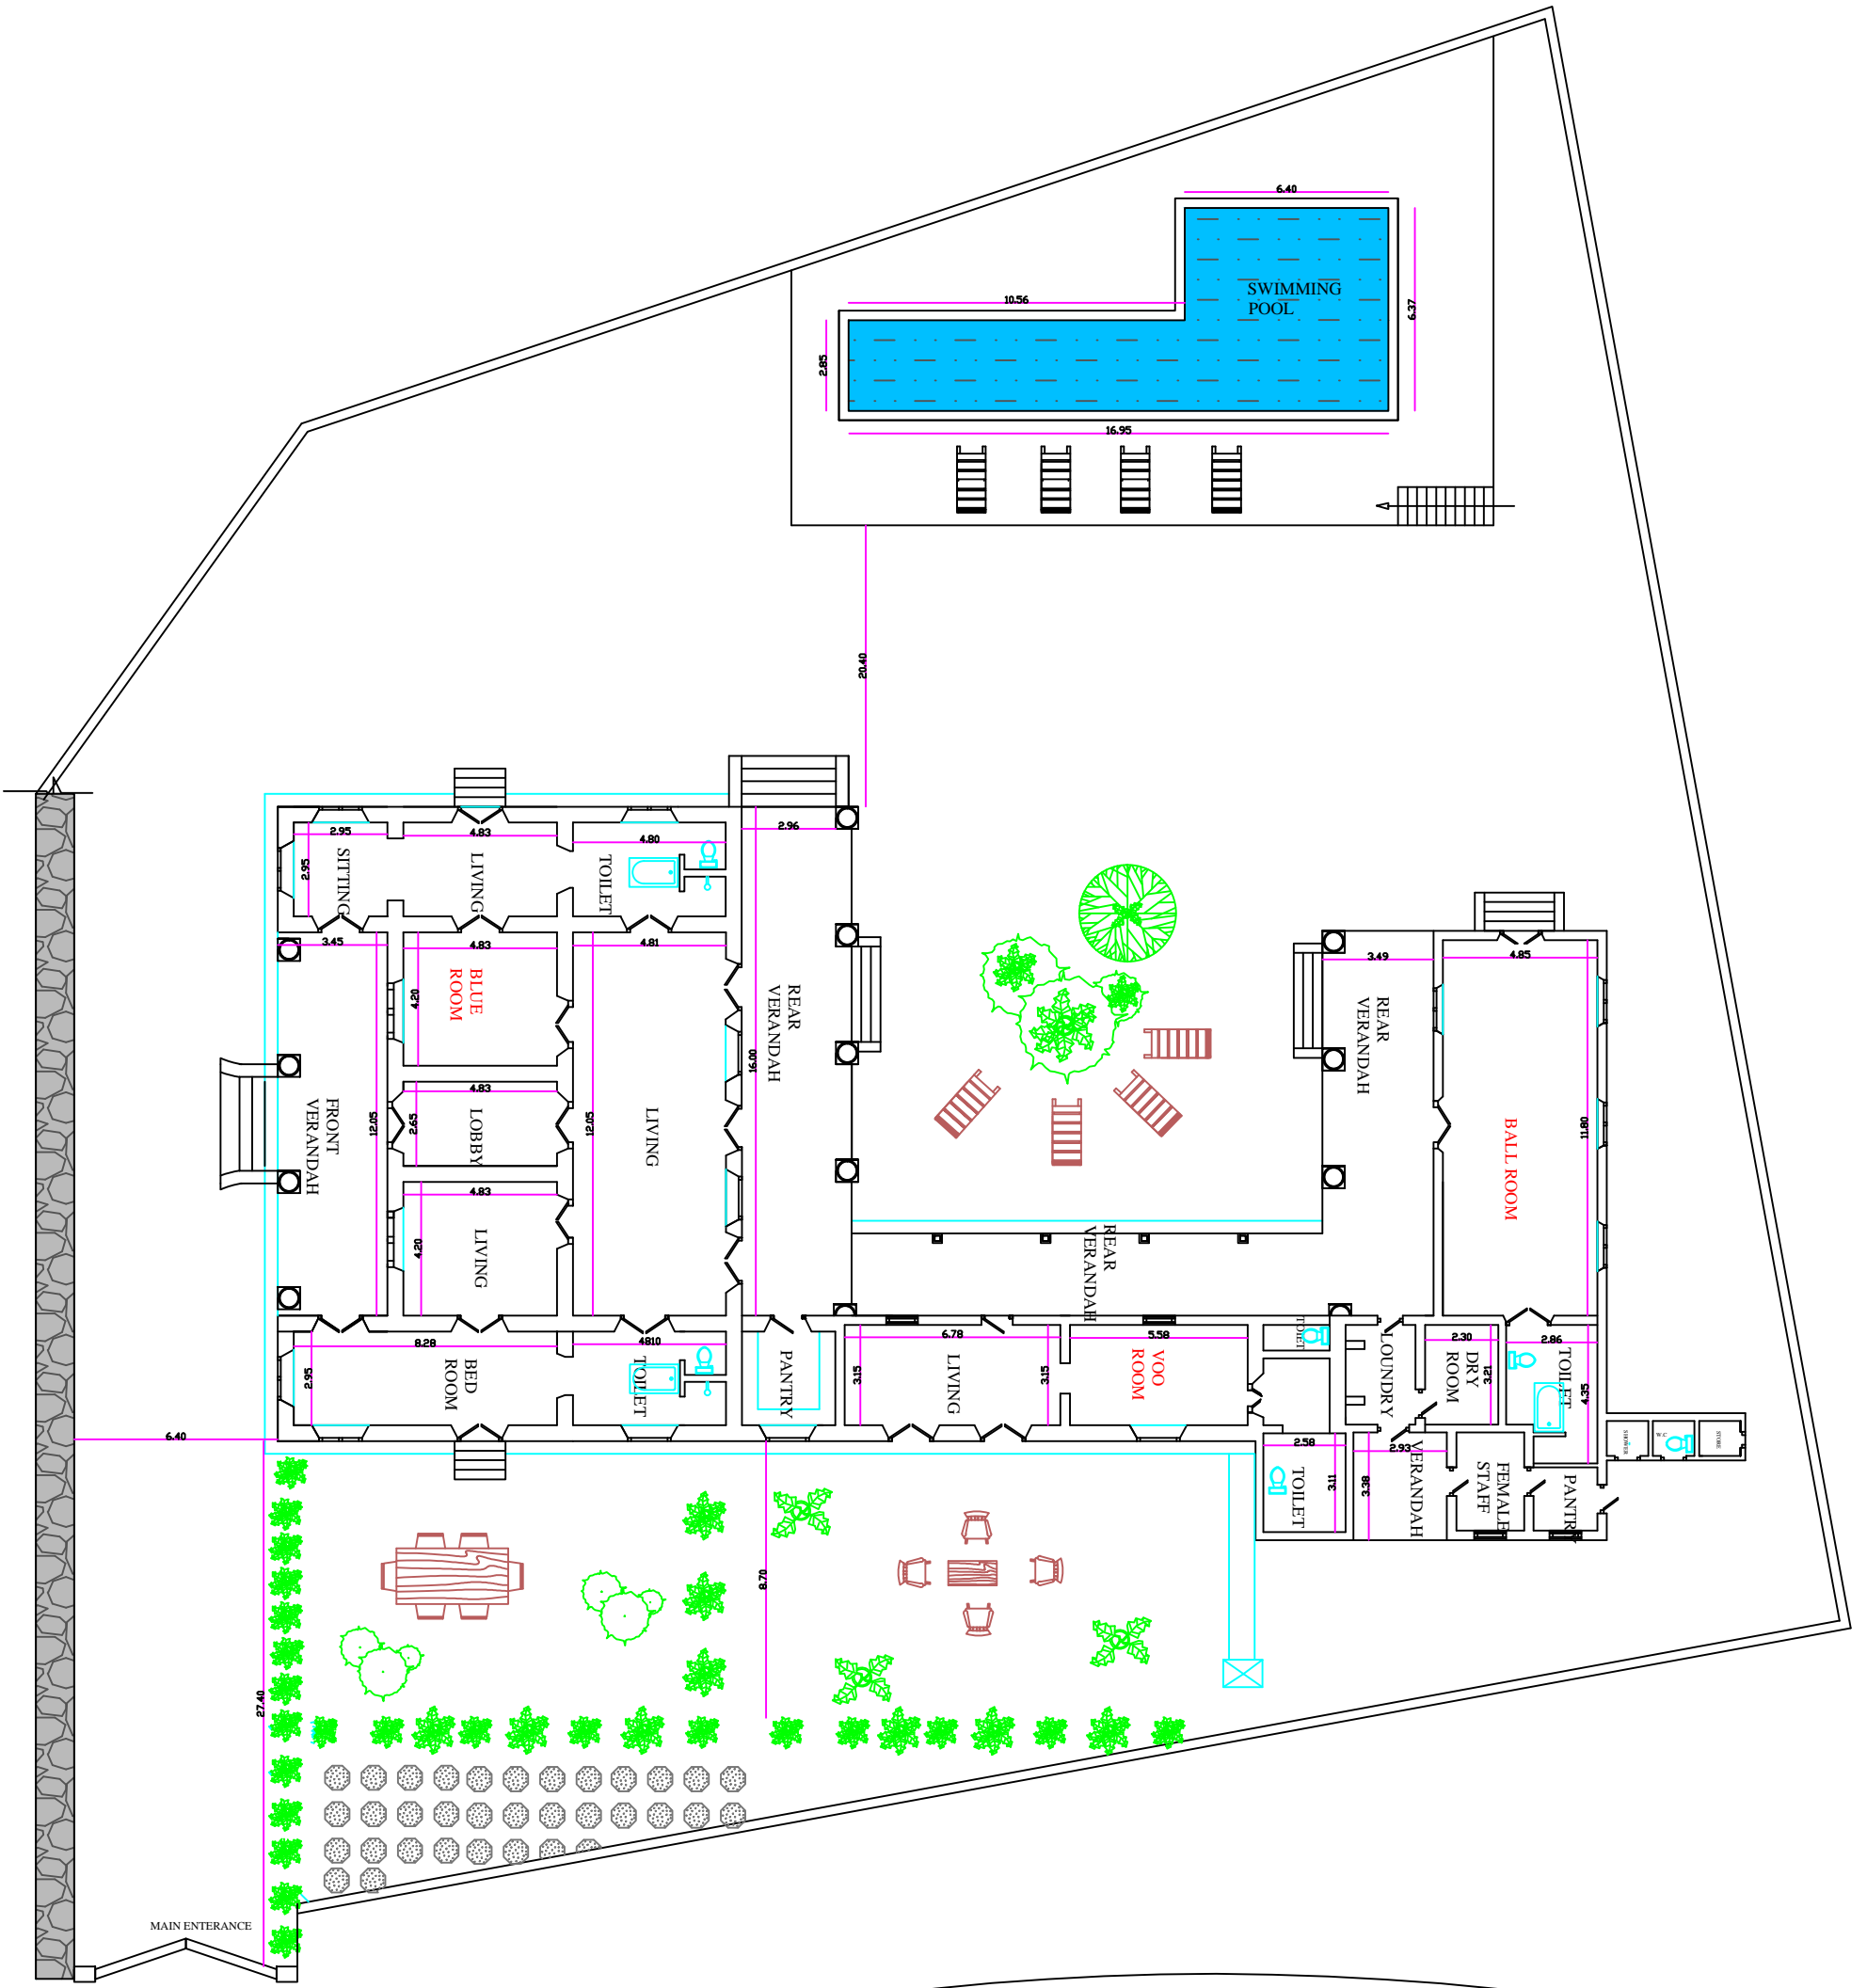 6.40
SWIMMING
POOL
10.56
6.37
2.85
16.95
20.40
2.95
4.83
4.80
2.96
2.95
SITTING
LIVING
TOILET
3.45
4.83
4.81
3.49
4.85
BLUE
ROOM
4.20
REAR
VERANDAH
REAR
VERANDAH
16.00
4.83
FRONT
VERANDAH
12.05
2.65
LOBBY
12.05
LIVING
BALL ROOM
11.80
4.83
4.20
LIVING
REAR
VERANDAH
8.28
4810
6.78
5.58
TOILET
2.30
2.86
2.95
BED
ROOM
TOILET
PANTRY
3.15
LIVING
3.15
VOO
ROOM
LOUNDRY
DRY
ROOM
3.21
TOILET
4.35
6.40
2.58
2.93
SHOWER
W.C
STORE
TOILET
3.11
3.38
VERANDAH
FEMALE
STAFF
PANTRY
8.70
27.40
MAIN ENTERANCE